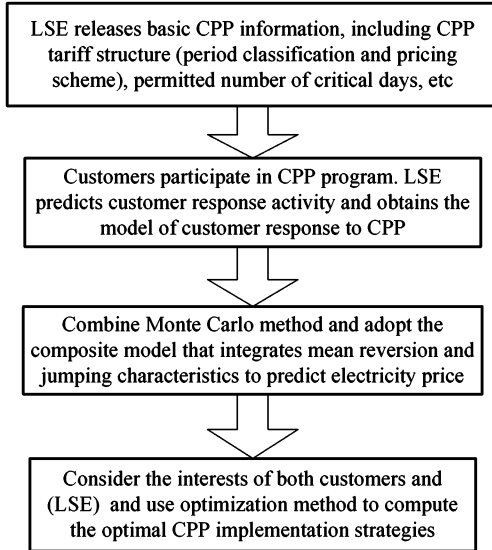 LSE releases basic CPP information, including CPP
tariff structure (period classification and pricing
scheme), permitted number of critical days, etc
Customers participate in CPP program. LSE
predicts customer response activity and obtains the
model of customer response to CPP
Combine Monte Carlo method and adopt the
composite model that integrates mean reversion and
jumping characteristics to predict electricity price
Consider the interests of both customers and
(LSE) and use optimization method to compute
the optimal CPP implementation strategies